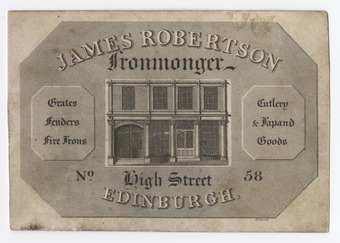 JAMES ROBERTSON
Ironmonger
Grates
Fenders
Fire Irons
Cutlery
& Japand
Goods
No High Street 58
EDINBURGH.